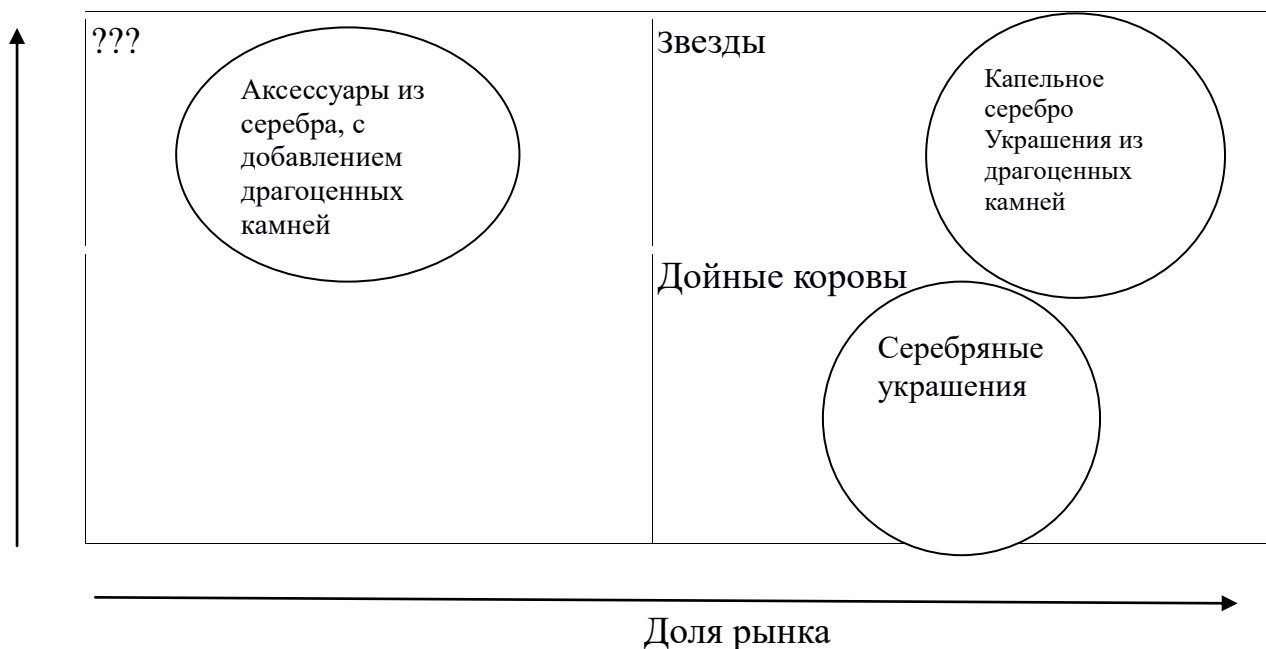 ???
Аксессуары из
серебра, с
добавлением
драгоценных
камней
Звезды
Капельное
серебро
Украшения из
драгоценных
камней
Дойные коровы
Серебряные
украшения
Доля рынка